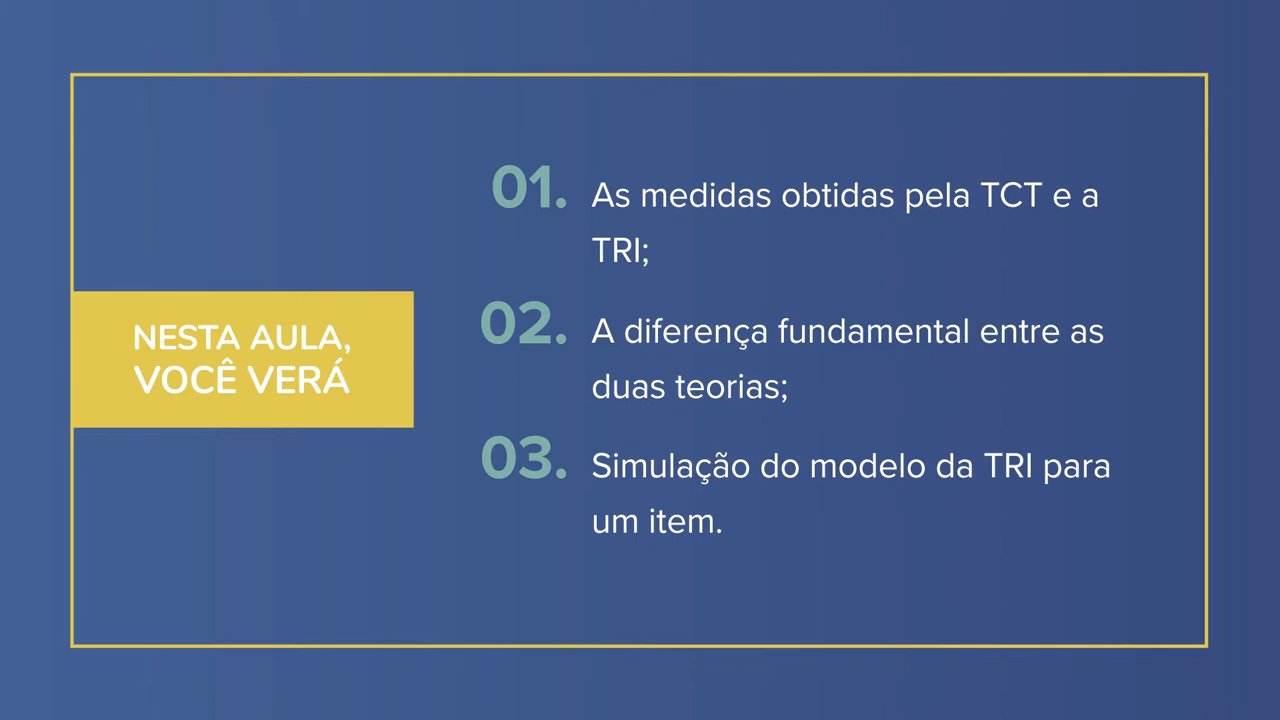 NESTA AULA,
VOCÊ VERÁ
01. As medidas obtidas pela TCT e a
TRI;
02. A diferença fundamental entre as
duas teorias;
03. Simulação do modelo da TRI para
um item.